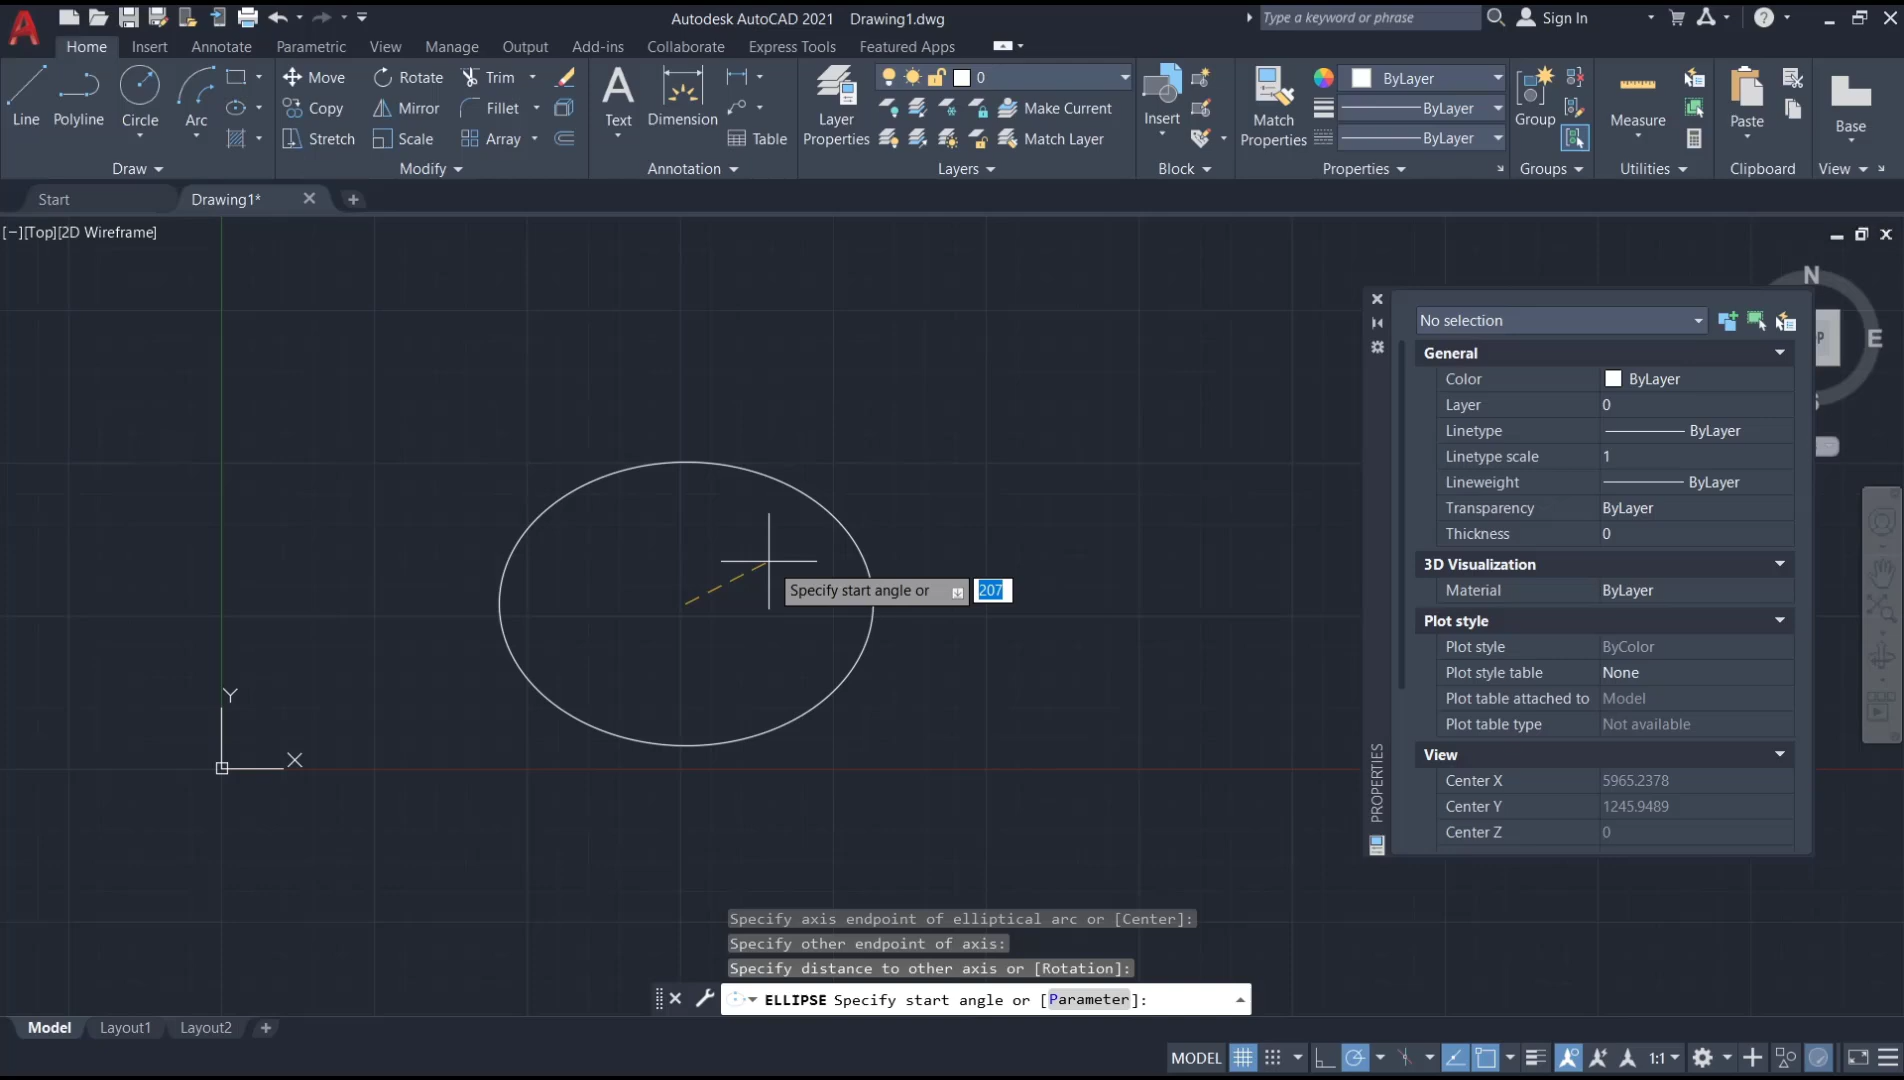 Autodesk AutoCAD 2021 Drawing1.dwg
Type a keyword or phrase
Sign In
Home Insert Annotate Parametric View Manage Output Add-ins Collaborate Express Tools Featured Apps
Line Polyline Circle Arc
Move Rotate Trim
Copy Mirror Fillet
Stretch Scale Array
Text Dimension Table
Layer Properties
0
Make Current
Match Layer
Insert
Match Properties
ByLayer
ByLayer
ByLayer
Group
Measure
Paste
Base
Draw Modify Annotation Layers Block Properties Groups Utilities Clipboard View
Start Drawing1*
[−][Top][2D Wireframe]
N
E
Specify start angle or 207
Y
X
PROPERTIES
No selection
General
Color ByLayer
Layer 0
Linetype ByLayer
Linetype scale 1
Lineweight ByLayer
Transparency ByLayer
Thickness 0
3D Visualization
Material ByLayer
Plot style
Plot style ByColor
Plot style table None
Plot table attached to Model
Plot table type Not available
View
Center X 5965.2378
Center Y 1245.9489
Center Z 0
Specify axis endpoint of elliptical arc or [Center]:
Specify other endpoint of axis:
Specify distance to other axis or [Rotation]:
ELLIPSE Specify start angle or [Parameter]:
Model Layout1 Layout2
MODEL 1:1